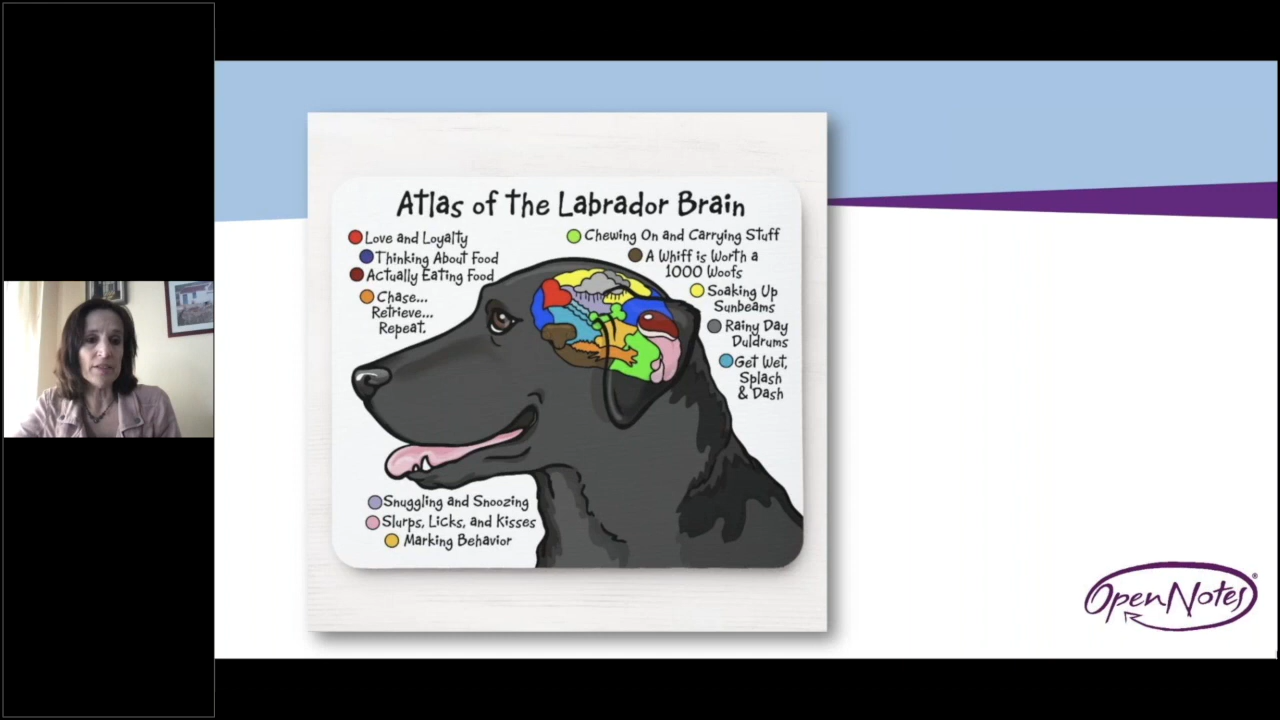 Atlas of the Labrador Brain
Love and Loyalty
Thinking About Food
Actually Eating Food
Chase...
Retrieve...
Repeat.
Chewing On and Carrying Stuff
A Whiff is Worth a
1000 Woofs
Soaking Up
Sunbeams
Rainy Day
Duldrums
Get Wet,
Splash
& Dash
Snuggling and Snoozing
Slurps, Licks, and Kisses
Marking Behavior
OpenNotes®